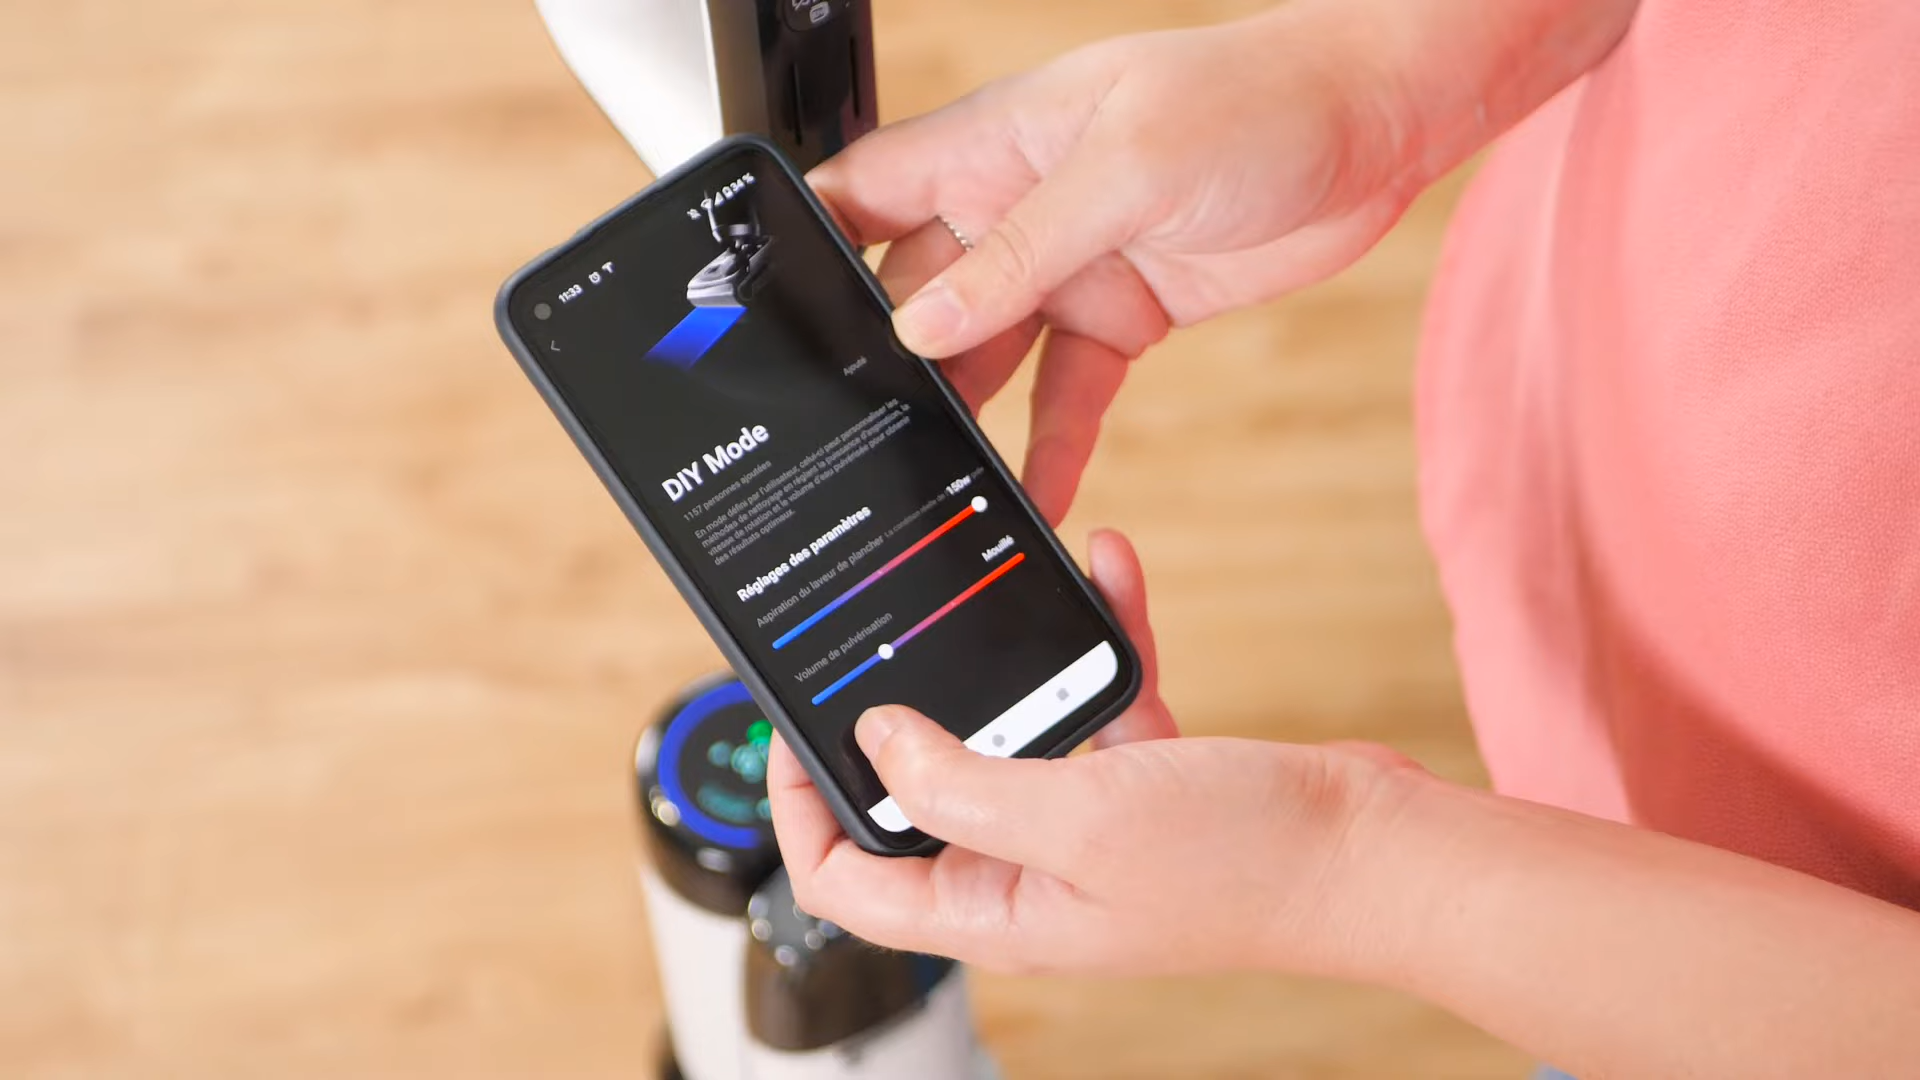 11:33
34 %
Ajouté
DIY Mode
1157 personnes ajoutées
En mode défini par l'utilisateur, celui-ci peut personnaliser les
méthodes de nettoyage en réglant la puissance d'aspiration, la
vitesse de rotation et le volume d'eau pulvérisée pour obtenir
des résultats optimaux.
Réglages des paramètres
Aspiration du laveur de plancher
150w
Volume de pulvérisation
Mouillé